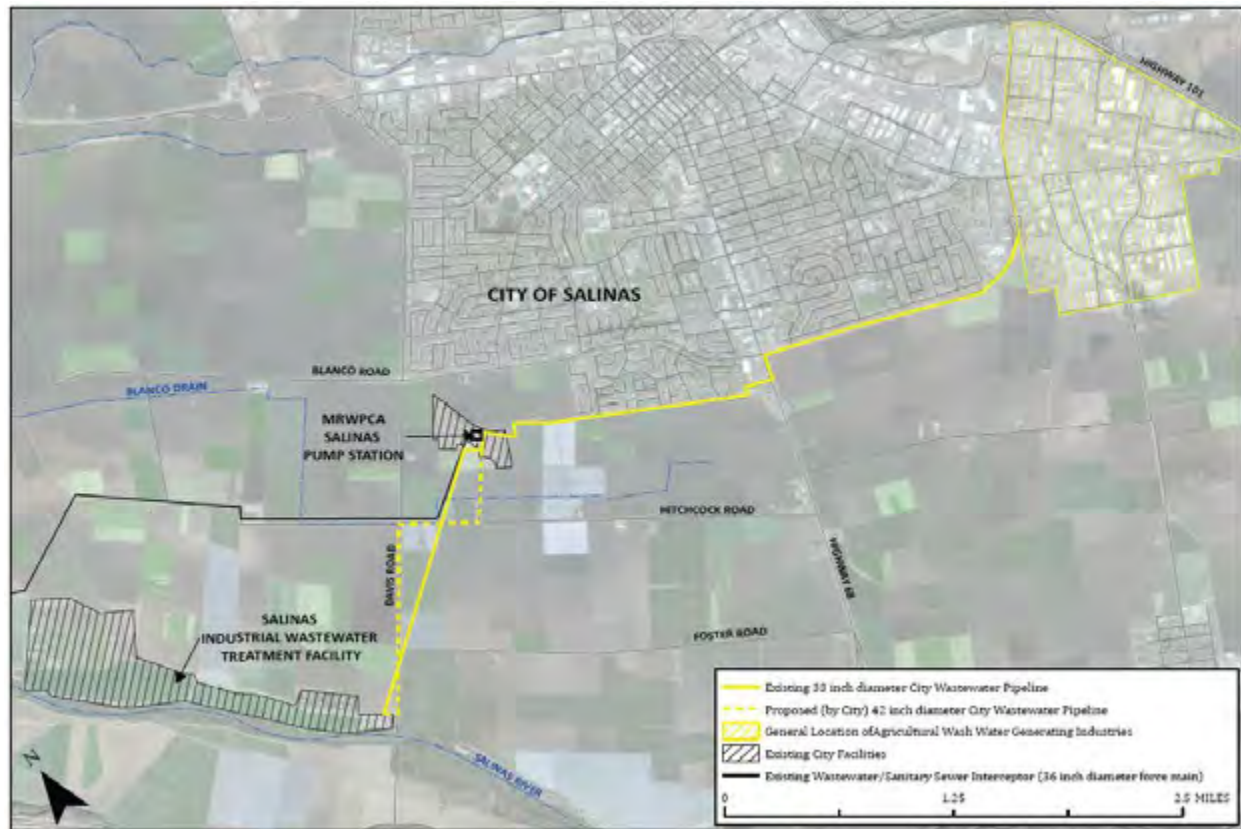 HIGHWAY 101
CITY OF SALINAS
BLANCO ROAD
BLANCO DRAIN
MRWPCA
SALINAS
PUMP STATION
HITCHCOCK ROAD
DAVIS ROAD
HIGHWAY 68
FOSTER ROAD
SALINAS
INDUSTRIAL WASTEWATER
TREATMENT FACILITY
SALINAS RIVER
N
Existing 33 inch diameter City Wastewater Pipeline
Proposed (by City) 42 inch diameter City Wastewater Pipeline
General Location of Agricultural Wash Water Generating Industries
Existing City Facilities
Existing Wastewater/Sanitary Sewer Interceptor (36 inch diameter force main)
0 1.25 2.5 MILES